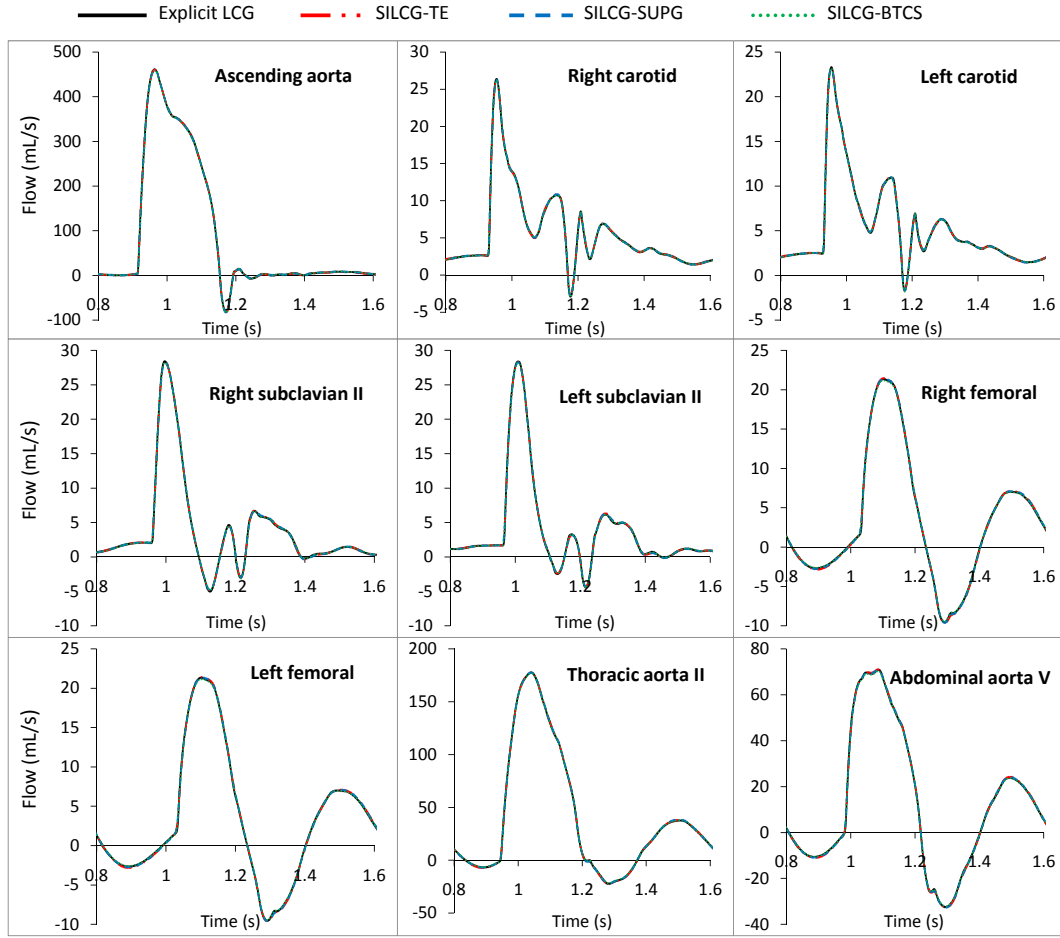 Explicit LCG SILCG-TE SILCG-SUPG SILCG-BTCS
Ascending aorta
Flow (mL/s)
500
400
300
200
100
0
-100
0.8 1 1.2 1.4 1.6
Time (s)
Right carotid
30
25
20
15
10
5
0
-5
0.8 1 1.2 1.4 1.6
Time (s)
Left carotid
25
20
15
10
5
0
-5
0.8 1 1.2 1.4 1.6
Time (s)
Right subclavian II
Flow (mL/s)
30
25
20
15
10
5
0
-5
-10
0.8 1 1.2 1.4 1.6
Time (s)
Left subclavian II
30
25
20
15
10
5
0
-5
-10
0.8 1 1.2 1.4 1.6
Time (s)
Right femoral
25
20
15
10
5
0
-5
-10
0.8 1 1.2 1.4 1.6
Time (s)
Left femoral
Flow (mL/s)
25
20
15
10
5
0
-5
-10
0.8 1 1.2 1.4 1.6
Time (s)
Thoracic aorta II
200
150
100
50
0
-50
0.8 1 1.2 1.4 1.6
Time (s)
Abdominal aorta V
80
60
40
20
0
-20
-40
0.8 1 1.2 1.4 1.6
Time (s)